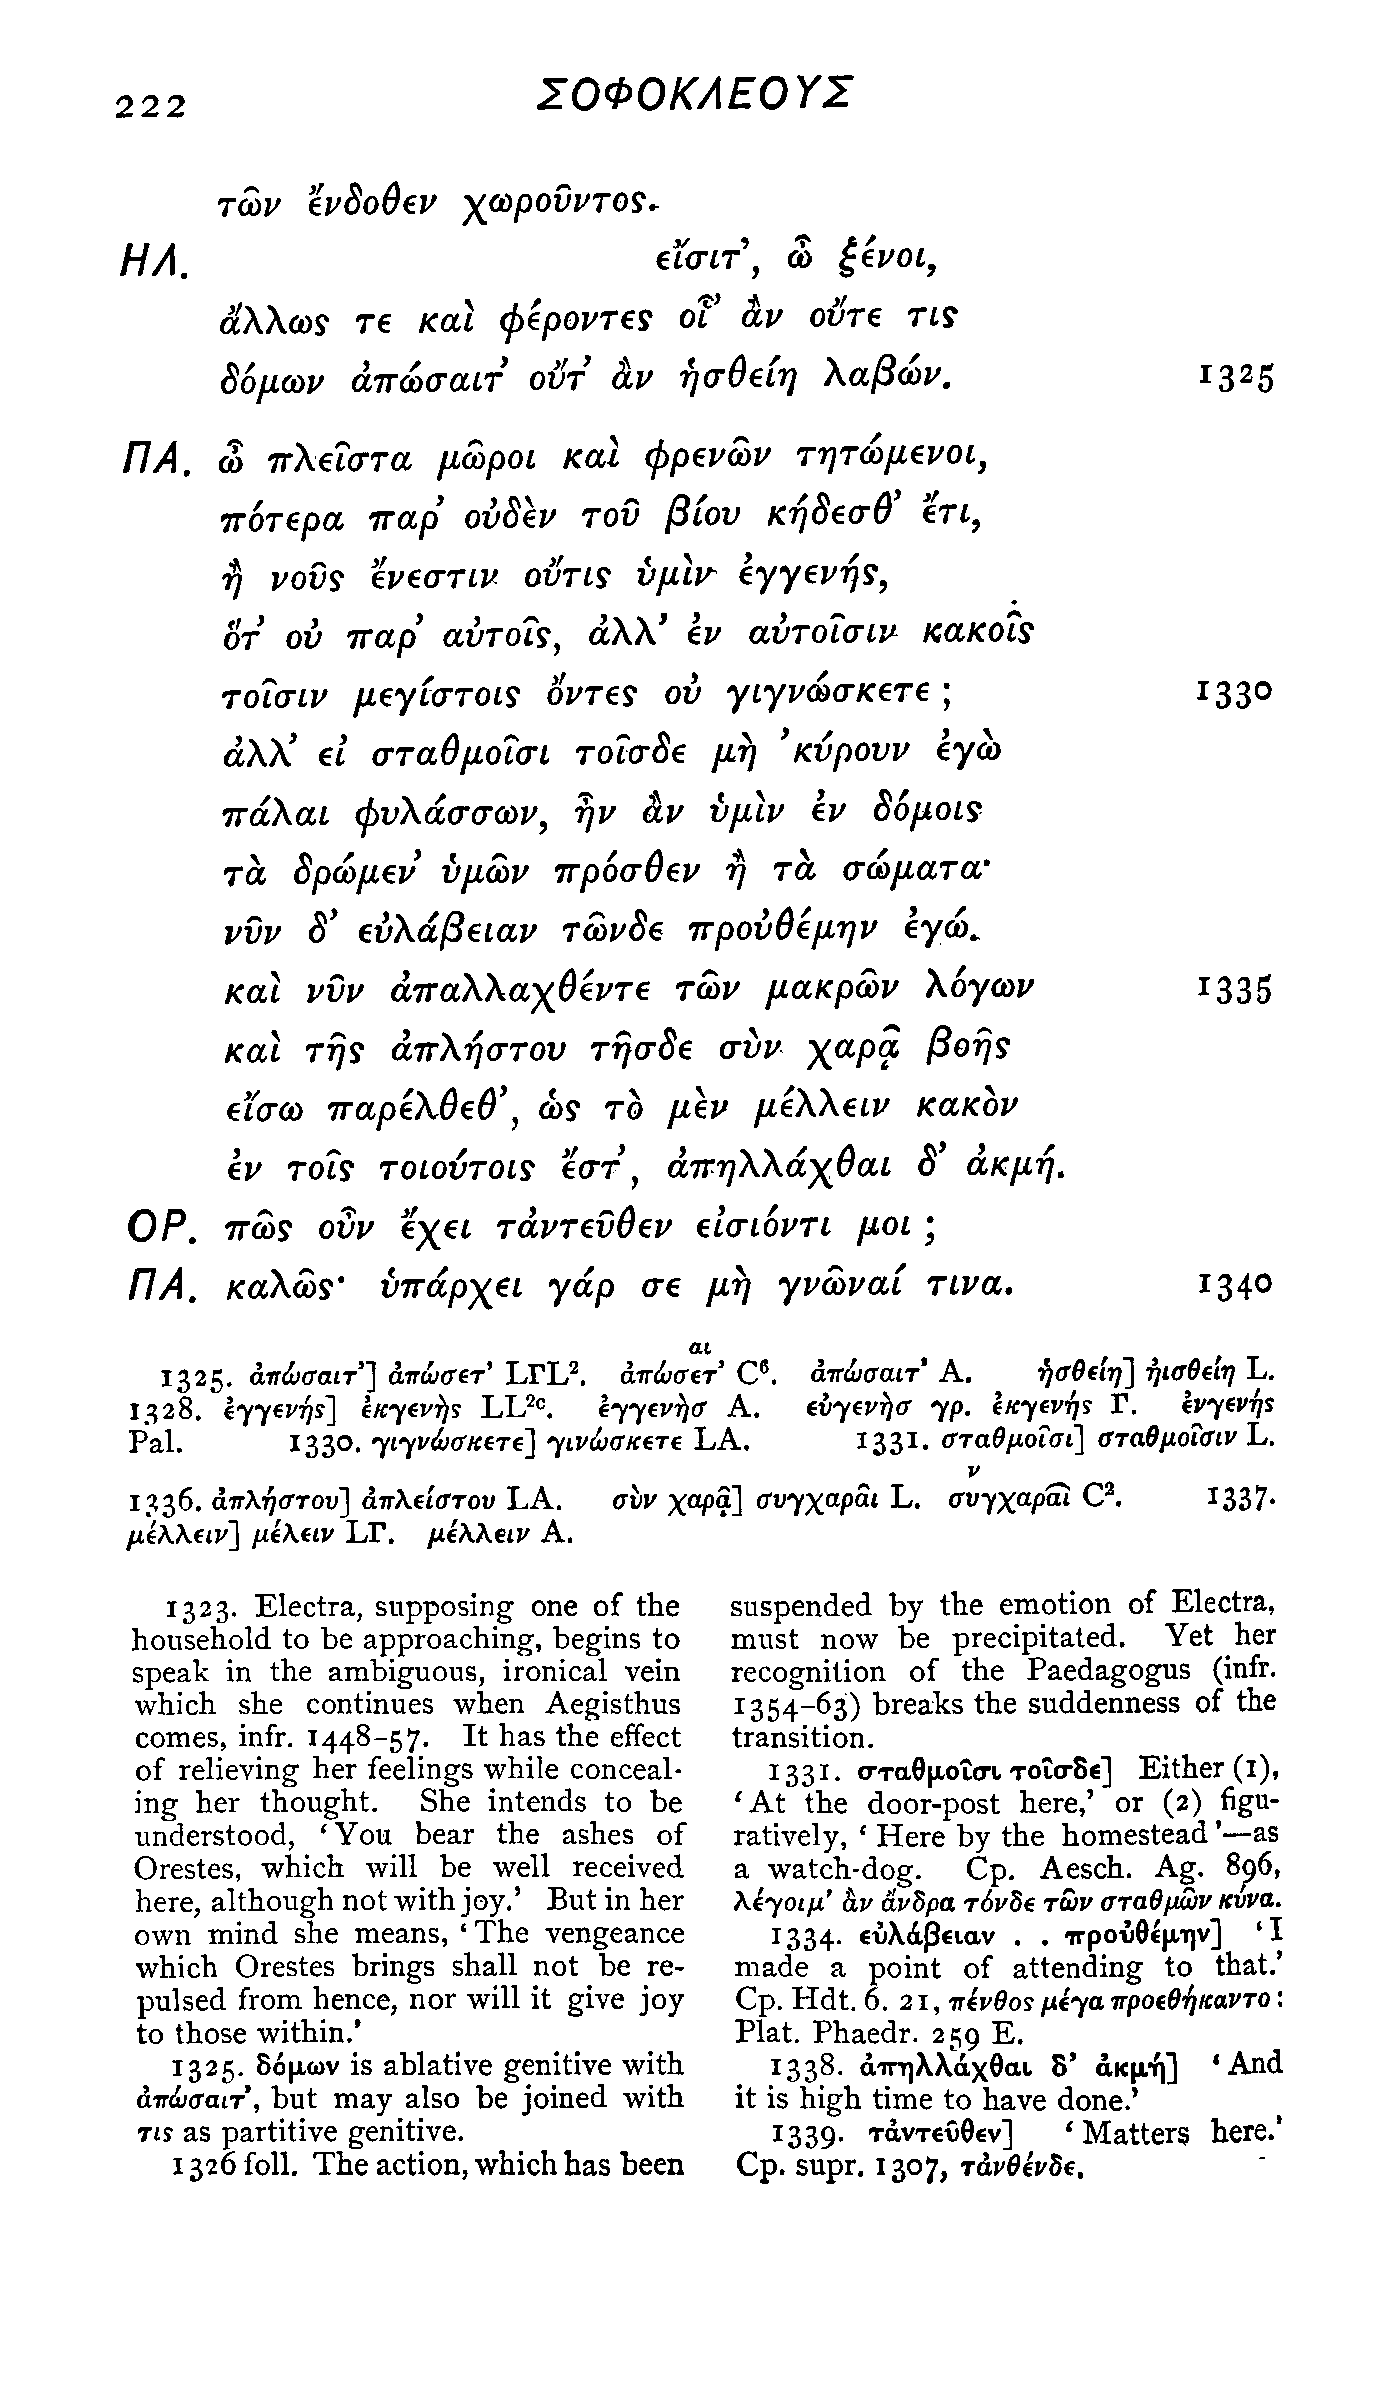 222
ΣΟΦΟΚΛΕΟΥΣ
τῶν ἔνδοθεν χωροῦντος.
ΗΛ. εἴσιτ’, ὦ ξένοι,
ἄλλως τε καὶ φέροντες οἷ’ ἂν οὔτε τις
δόμων ἀπώσαιτ’ οὔτ’ ἂν ἡσθείη λαβών. 1325
ΠΑ. ὦ πλεῖστα μῶροι καὶ φρενῶν τητώμενοι,
πότερα παρ’ οὐδὲν τοῦ βίου κήδεσθ’ ἔτι,
ἢ νοῦς ἔνεστιν οὔτις ὑμὶν ἐγγενής,
ὅτ’ οὐ παρ’ αὐτοῖς, ἀλλ’ ἐν αὐτοῖσιν κακοῖς
τοῖσιν μεγίστοις ὄντες οὐ γιγνώσκετε ; 1330
ἀλλ’ εἰ σταθμοῖσι τοῖσδε μὴ ’κύρουν ἐγὼ
πάλαι φυλάσσων, ἦν ἂν ὑμὶν ἐν δόμοις
τὰ δρώμεν’ ὑμῶν πρόσθεν ἢ τὰ σώματα·
νῦν δ’ εὐλάβειαν τῶνδε προὐθέμην ἐγώ.
καὶ νῦν ἀπαλλαχθέντε τῶν μακρῶν λόγων 1335
καὶ τῆς ἀπλήστου τῆσδε σὺν χαρᾷ βοῆς
εἴσω παρέλθεθ’, ὡς τὸ μὲν μέλλειν κακὸν
ἐν τοῖς τοιούτοις ἔστ’, ἀπηλλάχθαι δ’ ἀκμή.
ΟΡ. πῶς οὖν ἔχει τἀντεῦθεν εἰσιόντι μοι ;
ΠΑ. καλῶς· ὑπάρχει γάρ σε μὴ γνῶναί τινα. 1340
αι
1325. ἀπώσαιτ’] ἀπώσετ’ LΓL². ἀπώσετ’ C⁶. ἀπώσαιτ’ A. ἡσθείη] ἠισθείη L.
1328. ἐγγενής] ἐκγενὴς LL²ᶜ. ἐγγενὴσ A. εὐγενὴσ γρ. ἐκγενής Γ. ἐνγενής
Pal. 1330. γιγνώσκετε] γινώσκετε LA. 1331. σταθμοῖσι] σταθμοῖσιν L.
ν
1336. ἀπλήστου] ἀπλείστου LA. σὺν χαρᾷ] συγχαρᾶι L. συγχαρᾶι C². 1337.
μέλλειν] μέλειν LΓ. μέλλειν A.
1323. Electra, supposing one of the
household to be approaching, begins to
speak in the ambiguous, ironical vein
which she continues when Aegisthus
comes, infr. 1448-57. It has the effect
of relieving her feelings while conceal-
ing her thought. She intends to be
understood, ‘You bear the ashes of
Orestes, which will be well received
here, although not with joy.’ But in her
own mind she means, ‘The vengeance
which Orestes brings shall not be re-
pulsed from hence, nor will it give joy
to those within.’
1325. δόμων is ablative genitive with
ἀπώσαιτ’, but may also be joined with
τις as partitive genitive.
1326 foll. The action, which has been
suspended by the emotion of Electra,
must now be precipitated. Yet her
recognition of the Paedagogus (infr.
1354-63) breaks the suddenness of the
transition.
1331. σταθμοῖσι τοῖσδε] Either (1),
‘At the door-post here,’ or (2) figu-
ratively, ‘Here by the homestead’—as
a watch-dog. Cp. Aesch. Ag. 896,
λέγοιμ’ ἂν ἄνδρα τόνδε τῶν σταθμῶν κύνα.
1334. εὐλάβειαν . . προὐθέμην] ‘I
made a point of attending to that.’
Cp. Hdt. 6. 21, πένθος μέγα προεθήκαντο:
Plat. Phaedr. 259 E.
1338. ἀπηλλάχθαι δ’ ἀκμή] ‘And
it is high time to have done.’
1339. τἀντεῦθεν] ‘Matters here.’
Cp. supr. 1307, τἀνθένδε.